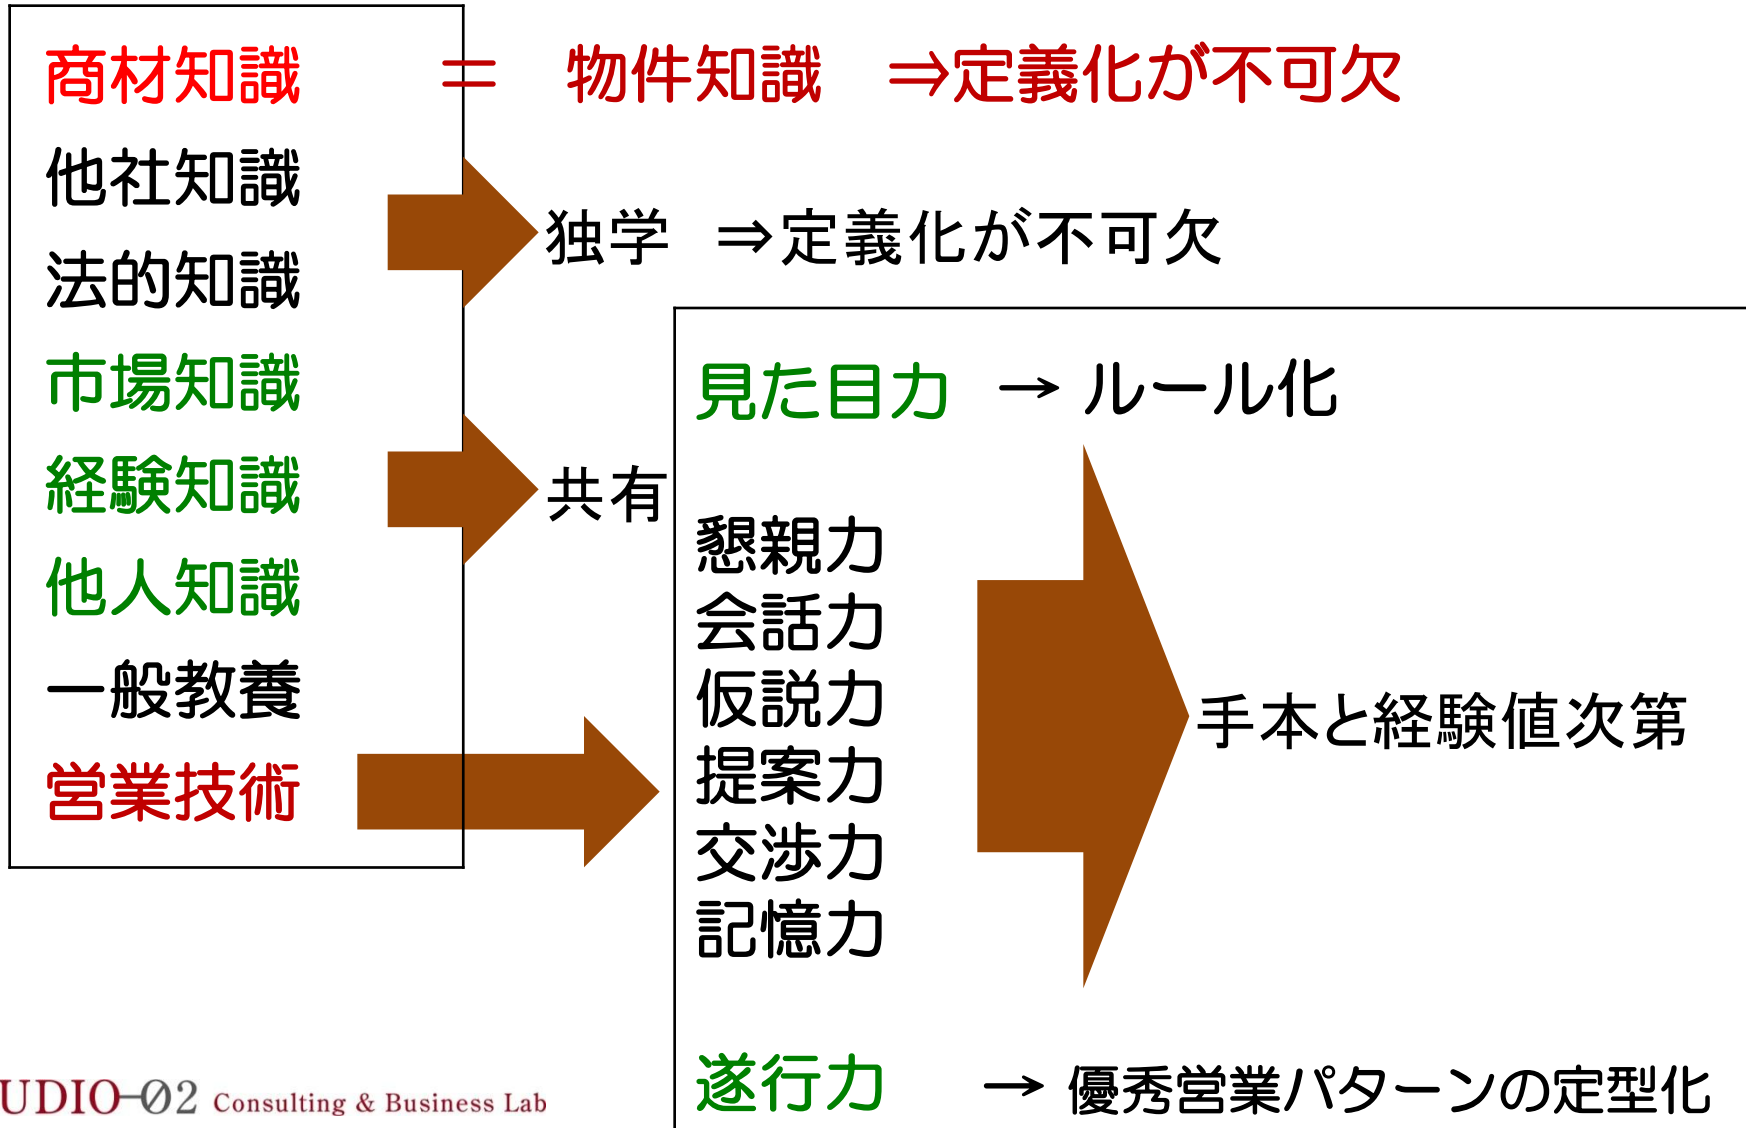 商材知識 = 物件知識 ⇒定義化が不可欠
他社知識
法的知識
独学 ⇒定義化が不可欠
市場知識
経験知識
他人知識
共有
一般教養
営業技術
見た目力 → ルール化
懇親力
会話力
仮説力
提案力
交渉力
記憶力
手本と経験値次第
遂行力 → 優秀営業パターンの定型化
UDIO-02 Consulting & Business Lab